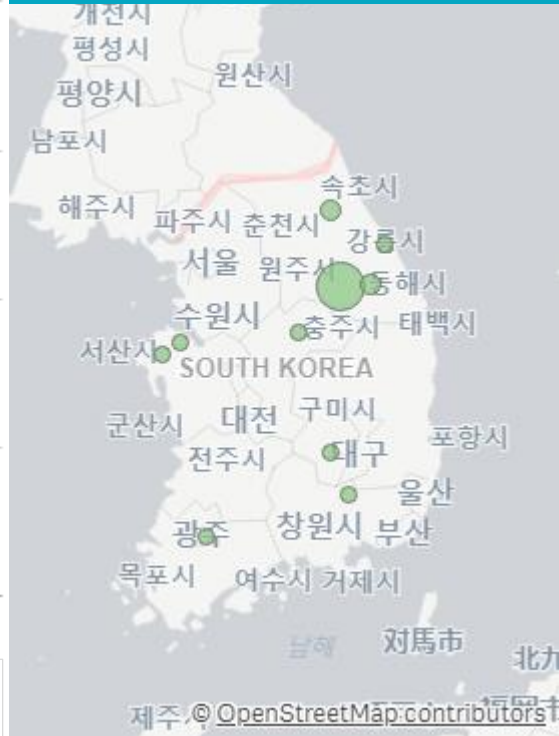 개천시
평성시
원산시
평양시
남포시
속초시
해주시
파주시 춘천시
강릉시
서울 원주시
동해시
수원시
충주시 태백시
서산시
SOUTH KOREA
구미시
군산시 대전
포항시
전주시 대구
울산
광주 창원시 부산
목포시 여수시 거제시
남해 対馬市
北九
제주
© OpenStreetMap contributors